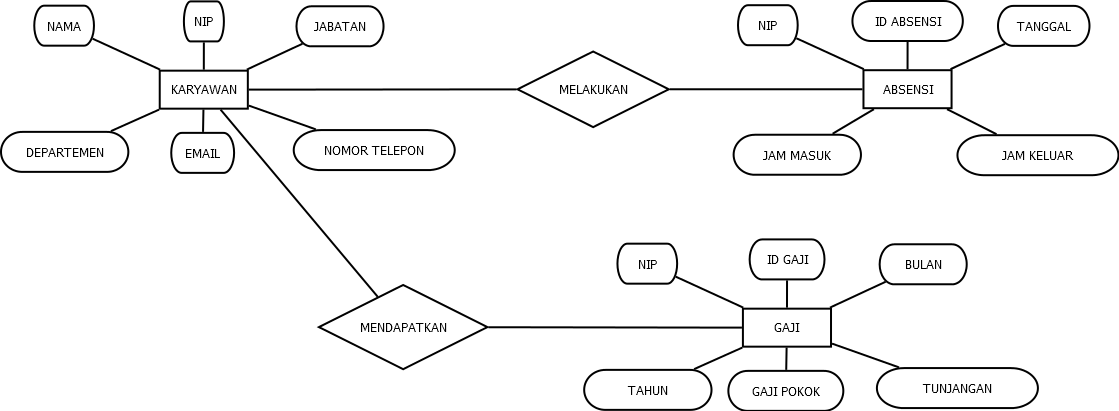 NAMA
NIP
JABATAN
KARYAWAN
DEPARTEMEN
EMAIL
NOMOR TELEPON
MELAKUKAN
NIP
ID ABSENSI
TANGGAL
ABSENSI
JAM MASUK
JAM KELUAR
MENDAPATKAN
NIP
ID GAJI
BULAN
GAJI
TAHUN
GAJI POKOK
TUNJANGAN